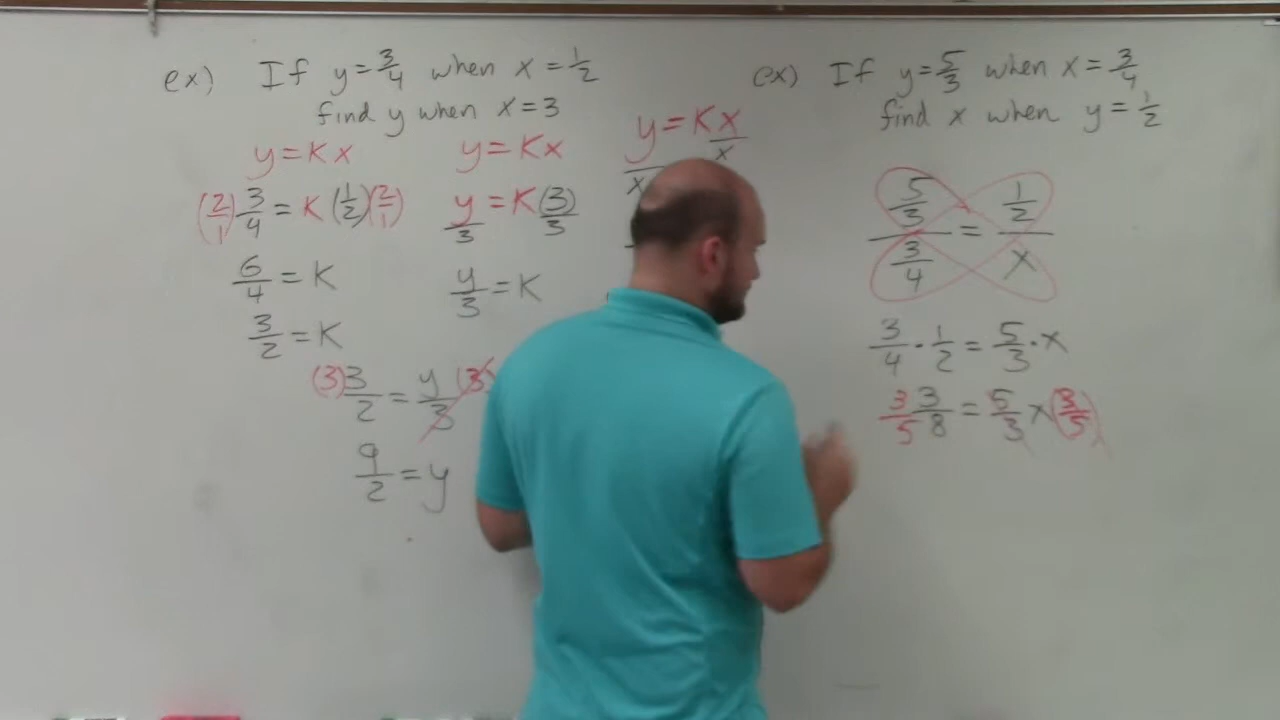 ex) If y = 3/4 when x = 1/2
find y when x = 3
y = K x
(2/1) 3/4 = K (1/2)(2/1)
6/4 = K
3/2 = K
y = Kx
y/3 = K(3)/3
y/3 = K
(3) 3/2 = y/3 (3
9/2 = y
y = Kx
x x
ex) If y = 5/3 when x = 3/4
find x when y = 1/2
5/3 / 3/4 = 1/2 / x
3/4 · 1/2 = 5/3 · x
3/5 3/8 = 5/3 x (3/5)